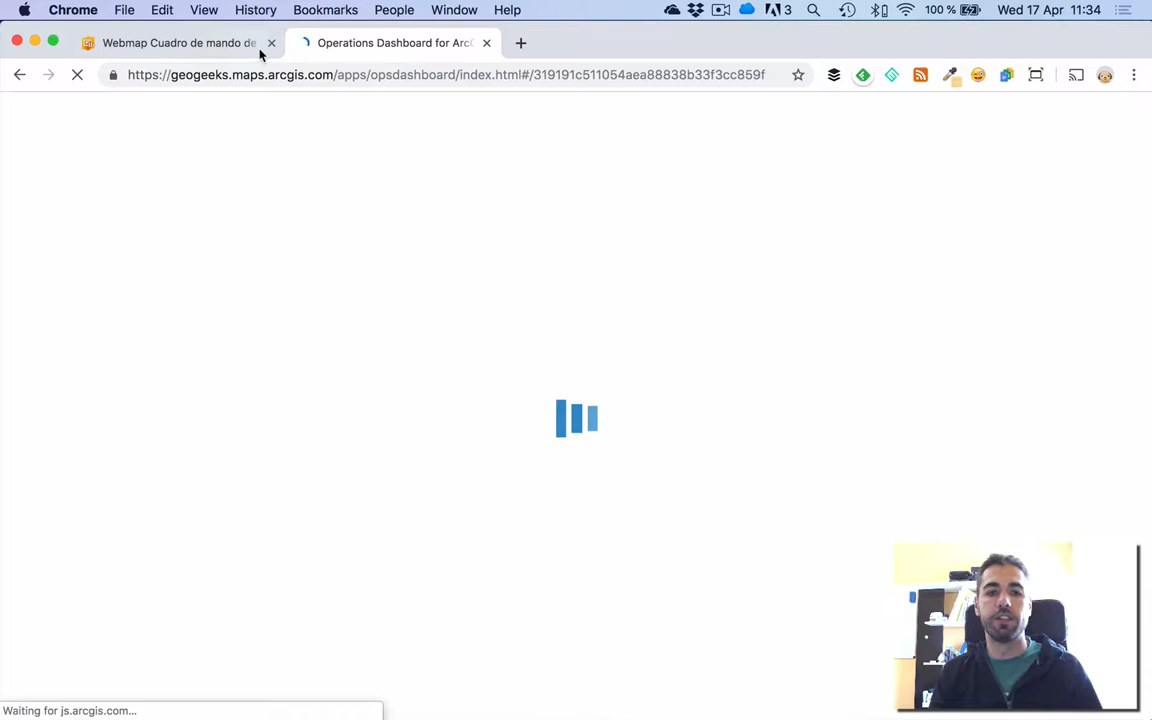 Chrome File Edit View History Bookmarks People Window Help 3 100 % Wed 17 Apr 11:34
Webmap Cuadro de mando de Operations Dashboard for ArcG
https://geogeeks.maps.arcgis.com/apps/opsdashboard/index.html#/319191c511054aea88838b33f3cc859f
Waiting for js.arcgis.com...